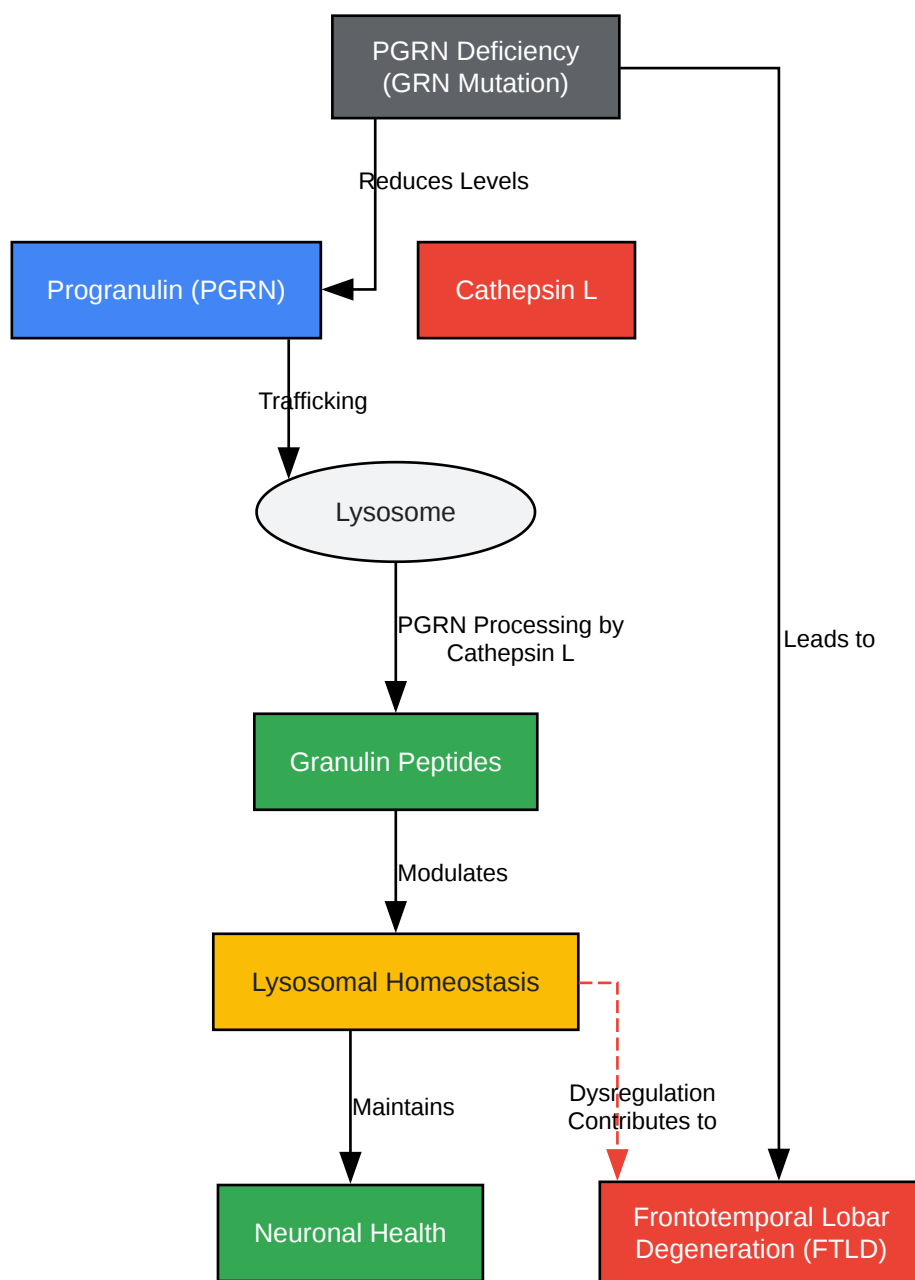 PGRN Deficiency
(GRN Mutation)
Reduces Levels
Progranulin (PGRN)
Cathepsin L
Trafficking
Lysosome
PGRN Processing by
Cathepsin L
Leads to
Granulin Peptides
Modulates
Lysosomal Homeostasis
Maintains
Dysregulation
Contributes to
Neuronal Health
Frontotemporal Lobar
Degeneration (FTLD)